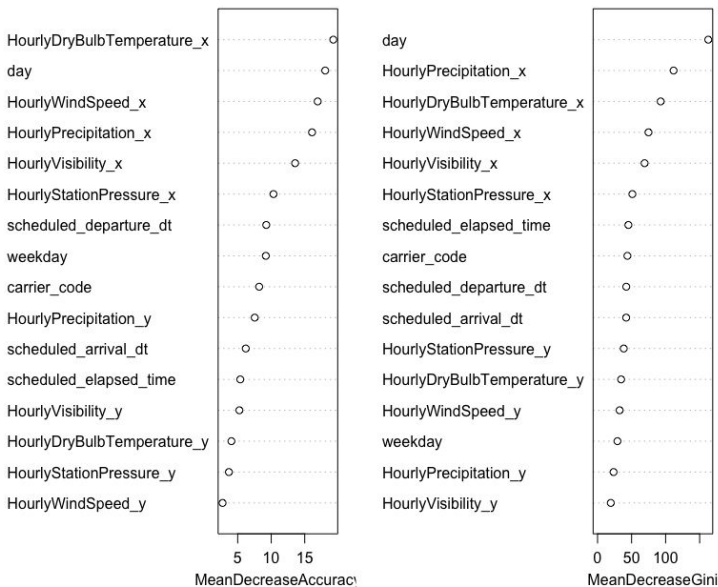 HourlyDryBulbTemperature_x
day
HourlyWindSpeed_x
HourlyPrecipitation_x
HourlyVisibility_x
HourlyStationPressure_x
scheduled_departure_dt
weekday
carrier_code
HourlyPrecipitation_y
scheduled_arrival_dt
scheduled_elapsed_time
HourlyVisibility_y
HourlyDryBulbTemperature_y
HourlyStationPressure_y
HourlyWindSpeed_y
5 10 15
MeanDecreaseAccuracy
day
HourlyPrecipitation_x
HourlyDryBulbTemperature_x
HourlyWindSpeed_x
HourlyVisibility_x
HourlyStationPressure_x
scheduled_elapsed_time
carrier_code
scheduled_departure_dt
scheduled_arrival_dt
HourlyStationPressure_y
HourlyDryBulbTemperature_y
HourlyWindSpeed_y
weekday
HourlyPrecipitation_y
HourlyVisibility_y
0 50 100
MeanDecreaseGini